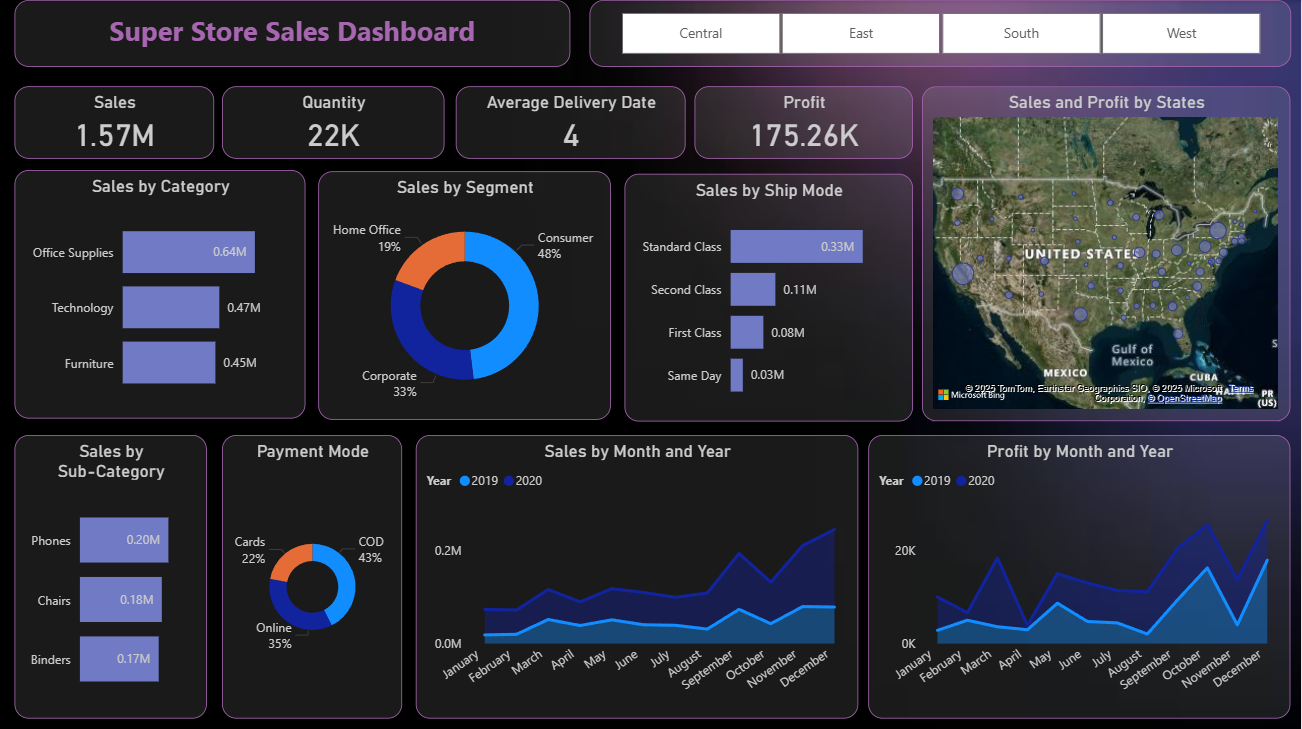 Super Store Sales Dashboard
Central
East
South
West
Sales
1.57M
Quantity
22K
Average Delivery Date
4
Profit
175.26K
Sales and Profit by States
UNITED STATES
MEXICO
Gulf of
Mexico
CUBA
PR
(US)
Microsoft Bing
© 2025 TomTom, Earthstar Geographics SIO, © 2025 Microsoft Terms
Corporation, © OpenStreetMap
Sales by Category
Office Supplies
0.64M
Technology
0.47M
Furniture
0.45M
Sales by Segment
Home Office
19%
Consumer
48%
Corporate
33%
Sales by Ship Mode
Standard Class
0.33M
Second Class
0.11M
First Class
0.08M
Same Day
0.03M
Sales by
Sub-Category
Phones
0.20M
Chairs
0.18M
Binders
0.17M
Payment Mode
Cards
22%
COD
43%
Online
35%
Sales by Month and Year
Year 2019 2020
0.2M
0.0M
January
February
March
April
May
June
July
August
September
October
November
December
Profit by Month and Year
Year 2019 2020
20K
0K
January
February
March
April
May
June
July
August
September
October
November
December